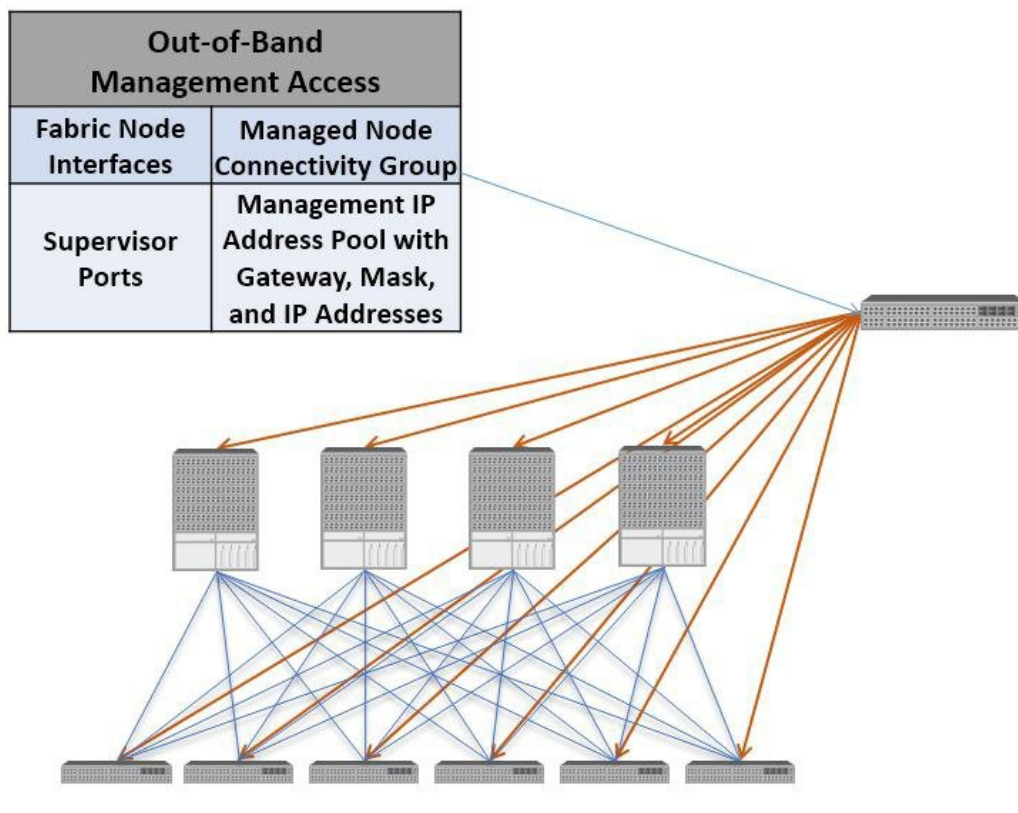 Out-of-Band
Management Access
Fabric Node
Interfaces
Managed Node
Connectivity Group
Supervisor
Ports
Management IP
Address Pool with
Gateway, Mask,
and IP Addresses